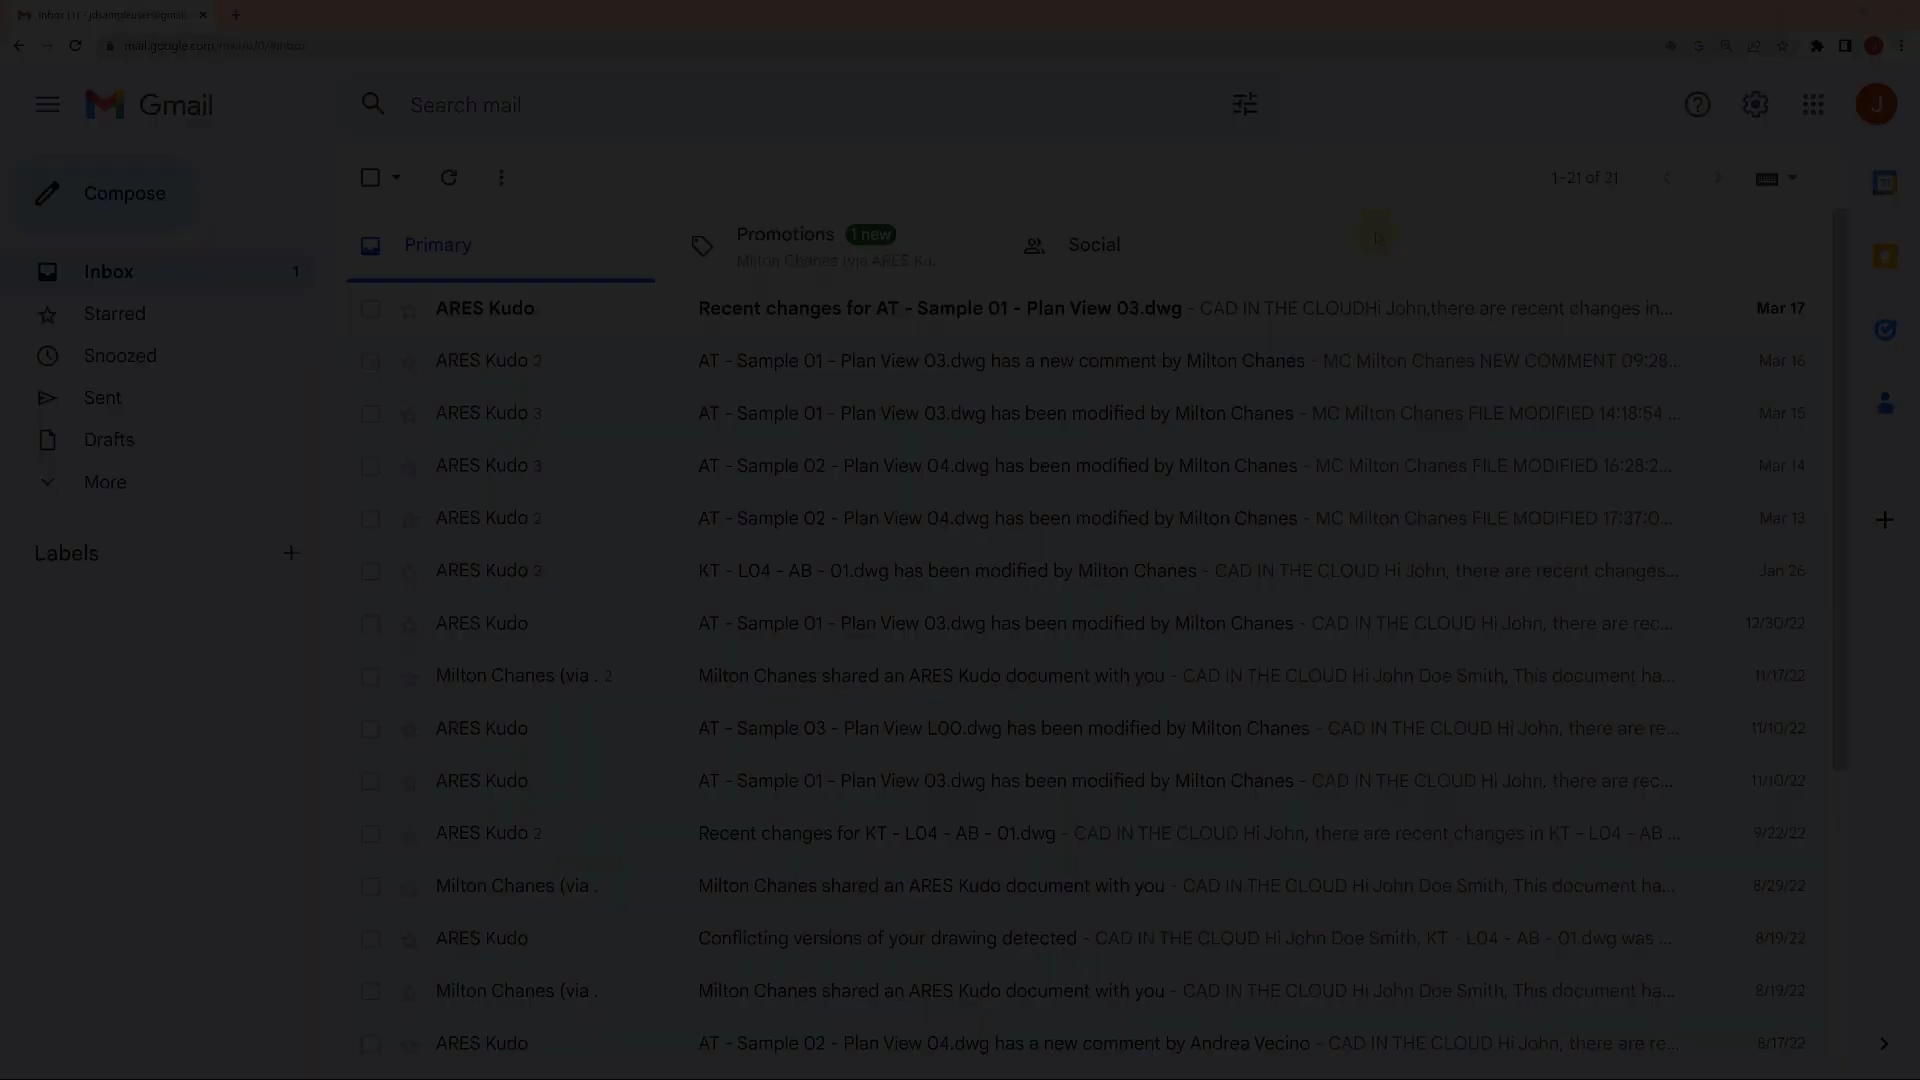 Inbox (1) - jdsampleuser@gmail
mail.google.com/mail/u/0/#inbox
Gmail
Search mail
J
Compose
1-21 of 21
Primary
Promotions 1 new
Milton Chanes (via ARES Ku.
Social
Inbox 1
Starred
Snoozed
Sent
Drafts
More
Labels
ARES Kudo Recent changes for AT - Sample 01 - Plan View 03.dwg - CAD IN THE CLOUDHi John,there are recent changes in... Mar 17
ARES Kudo 2 AT - Sample 01 - Plan View 03.dwg has a new comment by Milton Chanes - MC Milton Chanes NEW COMMENT 09:28... Mar 16
ARES Kudo 3 AT - Sample 01 - Plan View 03.dwg has been modified by Milton Chanes - MC Milton Chanes FILE MODIFIED 14:18:54 ... Mar 15
ARES Kudo 3 AT - Sample 02 - Plan View 04.dwg has been modified by Milton Chanes - MC Milton Chanes FILE MODIFIED 16:28:2... Mar 14
ARES Kudo 2 AT - Sample 02 - Plan View 04.dwg has been modified by Milton Chanes - MC Milton Chanes FILE MODIFIED 17:37:0... Mar 13
ARES Kudo KT - L04 - AB - 01.dwg has been modified by Milton Chanes - CAD IN THE CLOUD Hi John, there are recent changes... Jan 26
ARES Kudo AT - Sample 01 - Plan View 03.dwg has been modified by Milton Chanes - CAD IN THE CLOUD Hi John, there are rec... 12/30/22
Milton Chanes (via . 2 Milton Chanes shared an ARES Kudo document with you - CAD IN THE CLOUD Hi John Doe Smith, This document ha... 11/17/22
ARES Kudo AT - Sample 03 - Plan View L00.dwg has been modified by Milton Chanes - CAD IN THE CLOUD Hi John, there are re... 11/10/22
ARES Kudo AT - Sample 01 - Plan View 03.dwg has been modified by Milton Chanes - CAD IN THE CLOUD Hi John, there are rec... 11/10/22
ARES Kudo 2 Recent changes for KT - L04 - AB - 01.dwg - CAD IN THE CLOUD Hi John, there are recent changes in KT - L04 - AB ... 9/22/22
Milton Chanes (via . Milton Chanes shared an ARES Kudo document with you - CAD IN THE CLOUD Hi John Doe Smith, This document ha... 8/29/22
ARES Kudo Conflicting versions of your drawing detected - CAD IN THE CLOUD Hi John Doe Smith, KT - L04 - AB - 01.dwg was ... 8/19/22
Milton Chanes (via . Milton Chanes shared an ARES Kudo document with you - CAD IN THE CLOUD Hi John Doe Smith, This document ha... 8/19/22
ARES Kudo AT - Sample 02 - Plan View 04.dwg has a new comment by Andrea Vecino - CAD IN THE CLOUD Hi John, there are re... 8/17/22